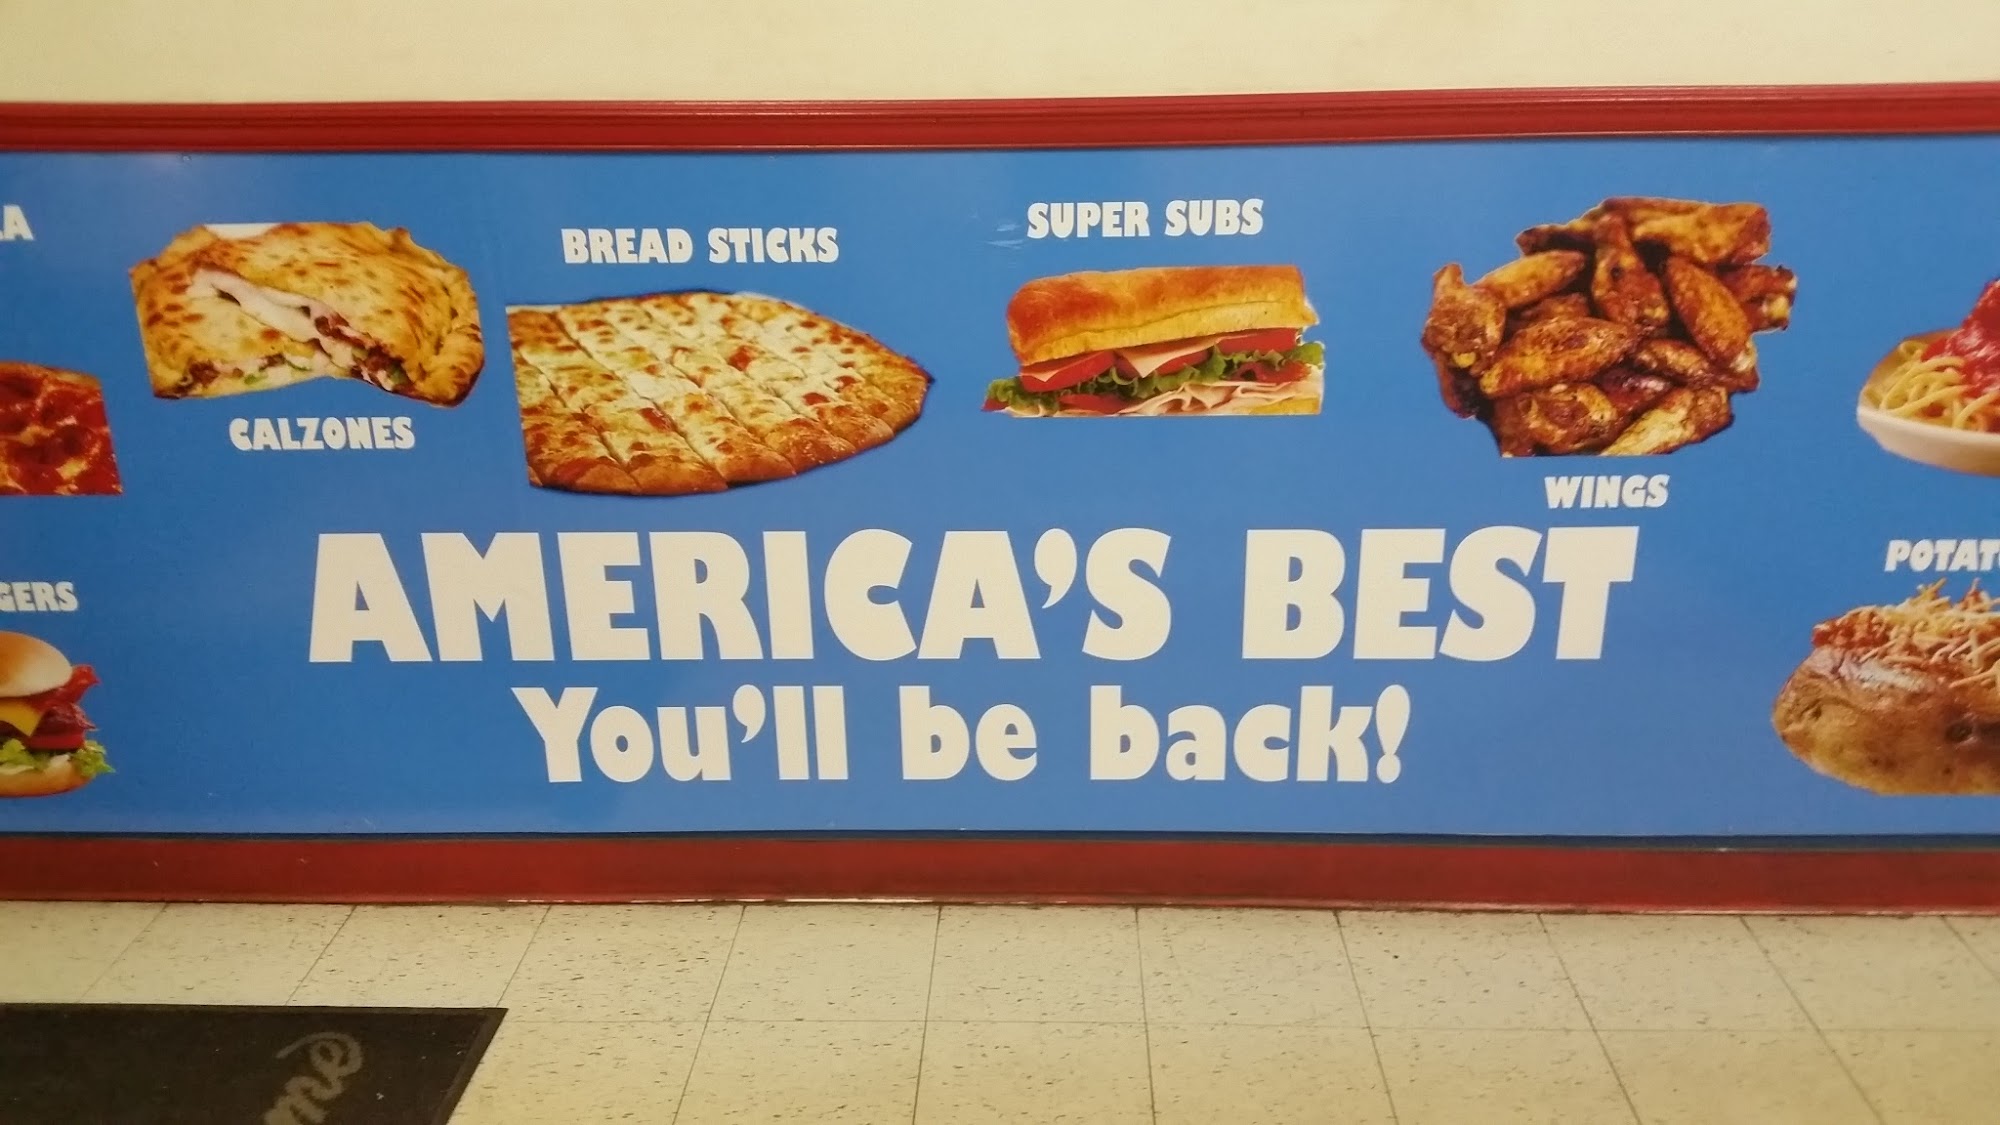 BREAD STICKS
SUPER SUBS
CALZONES
WINGS
AMERICA'S BEST
You'll be back!